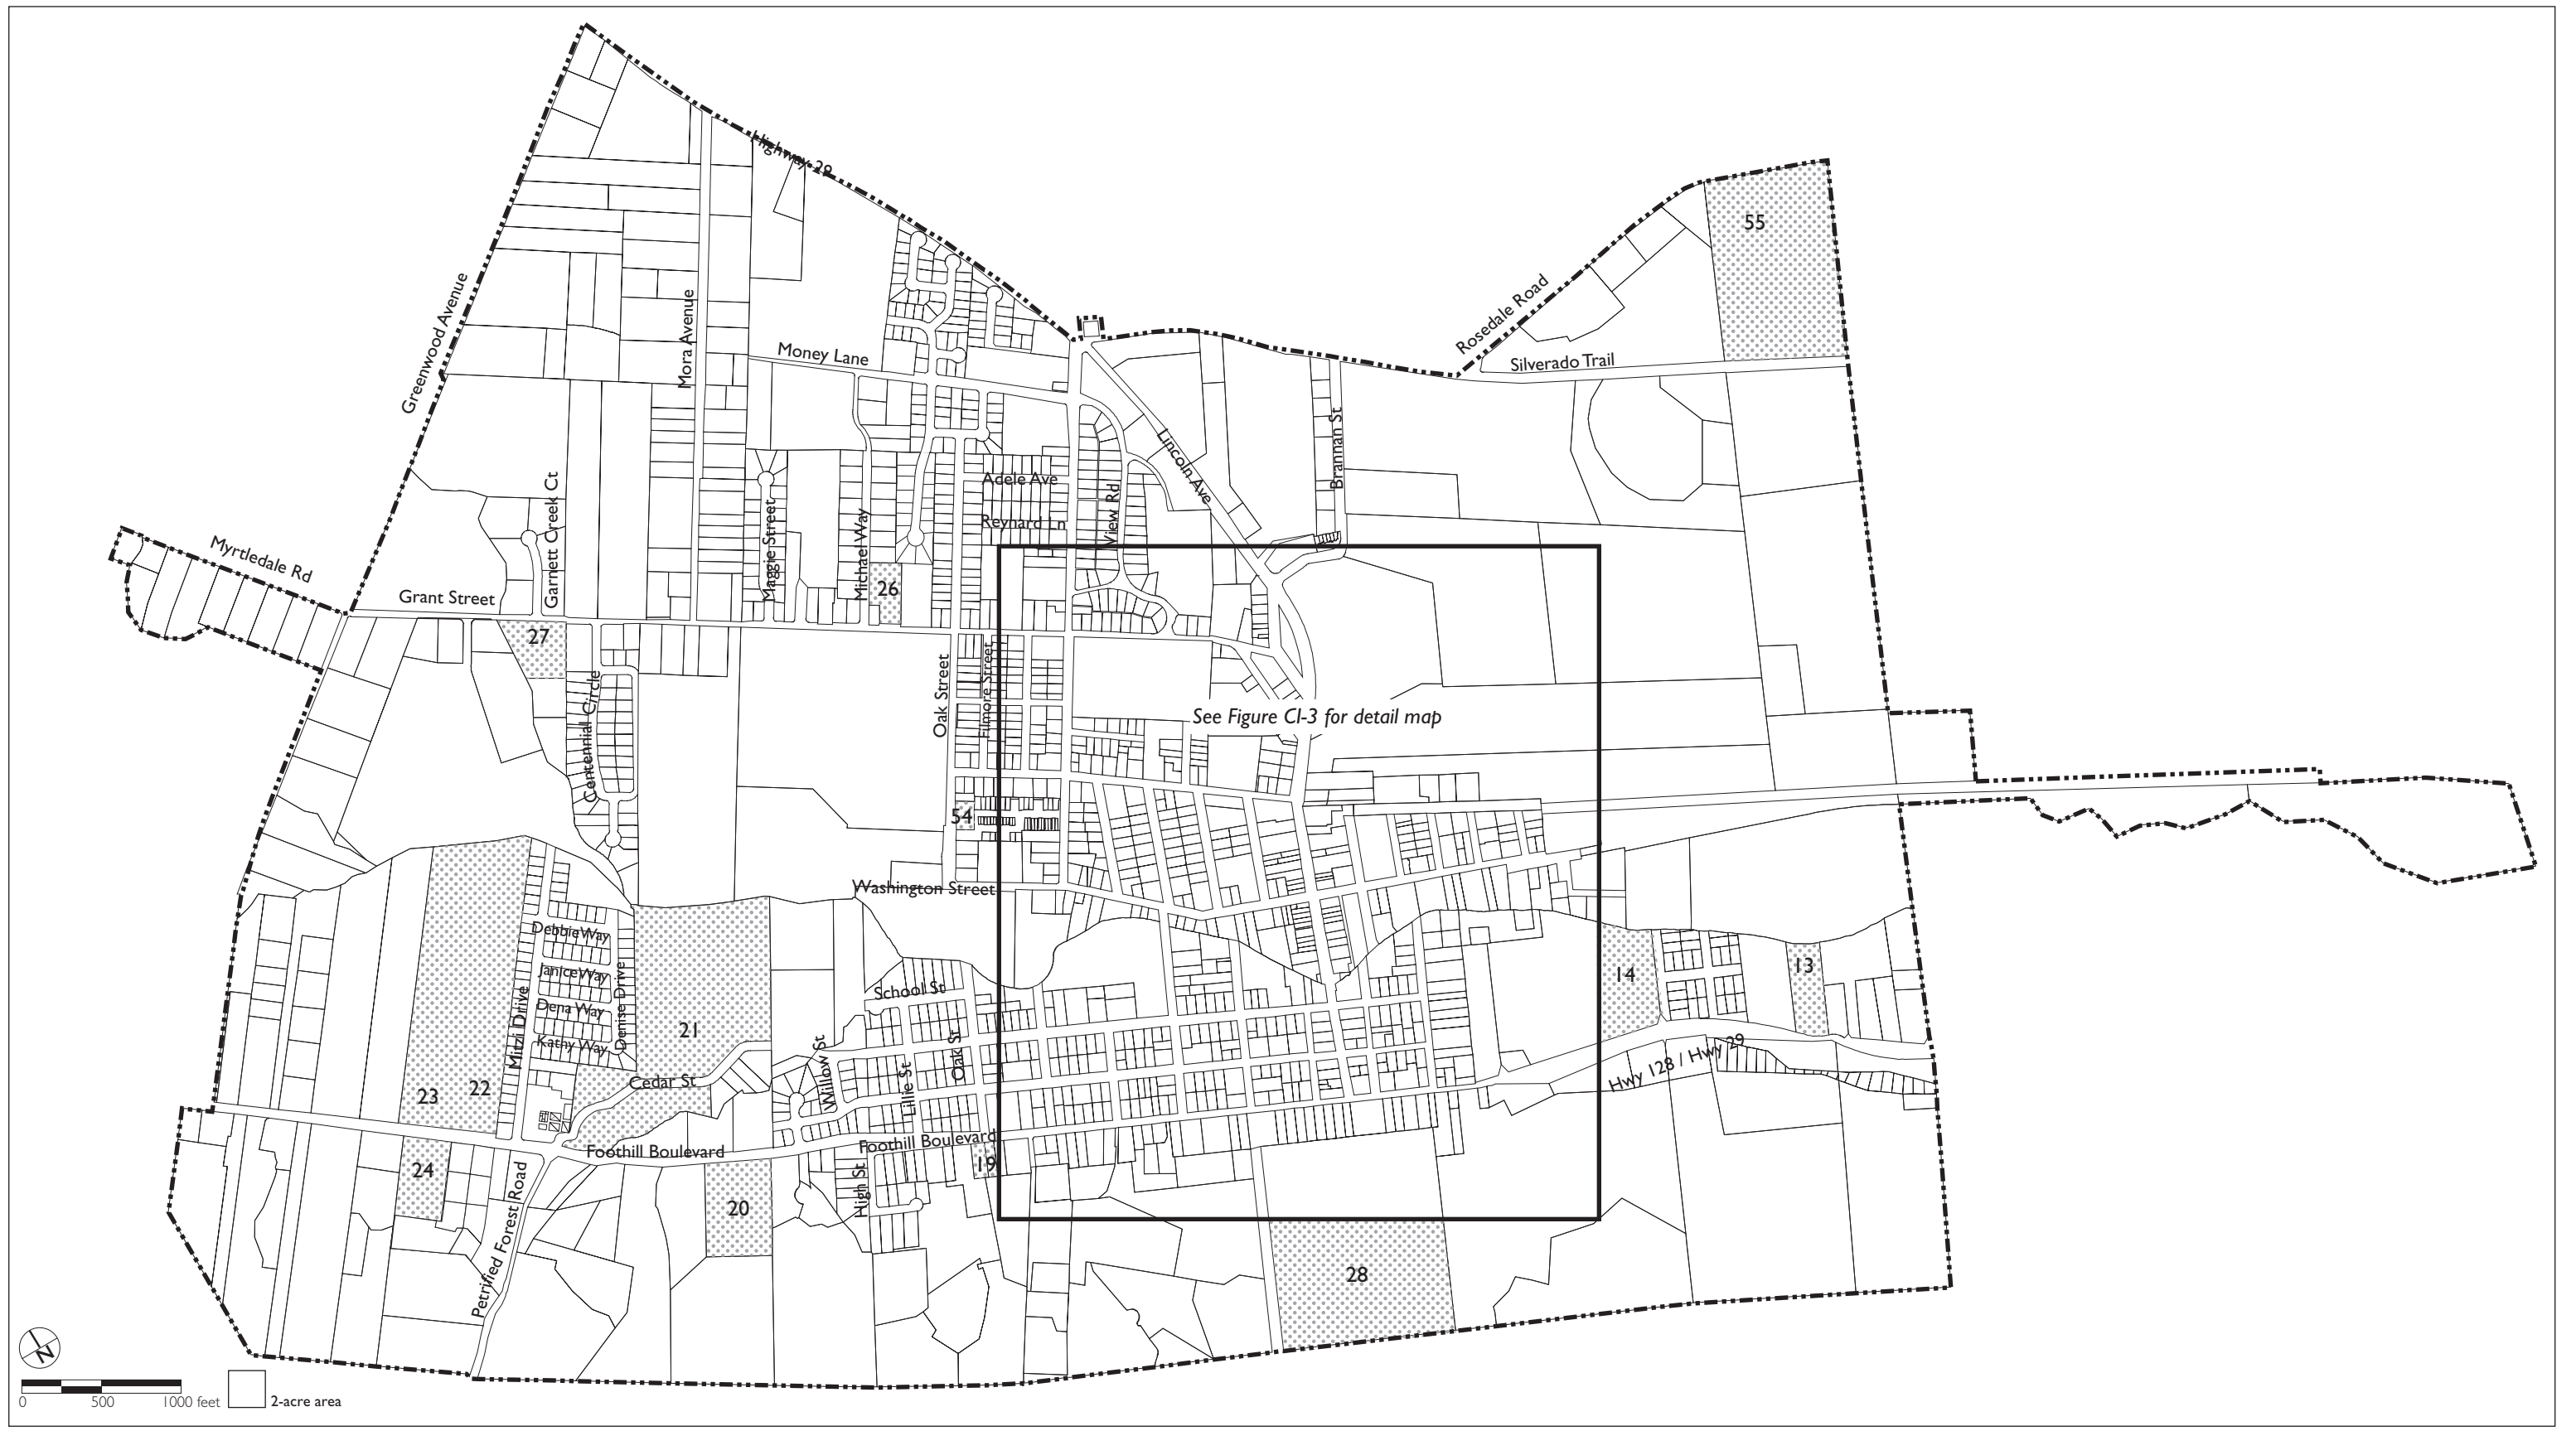 Highway 29
55
Greenwood Avenue
Mora Avenue
Money Lane
Rosedale Road
Silverado Trail
Lincoln Ave
Brannan St
Adele Ave
Reynard Ln
View Rd
Garnett Creek Ct
Maggie Street
Michael Way
Myrtledale Rd
Grant Street
26
27
Centennial Circle
Oak Street
Filmore Street
See Figure CI-3 for detail map
54
Washington Street
Debbie Way
Janice Way
Dena Way
Kathy Way
Mitzi Drive
Denise Drive
School St
14
13
21
Willow St
Lillie St
Oak St
Hwy 128 / Hwy 29
23
22
Cedar St
Foothill Boulevard
Foothill Boulevard
24
19
20
High St
Petrified Forest Road
28
N
0 500 1000 feet
2-acre area